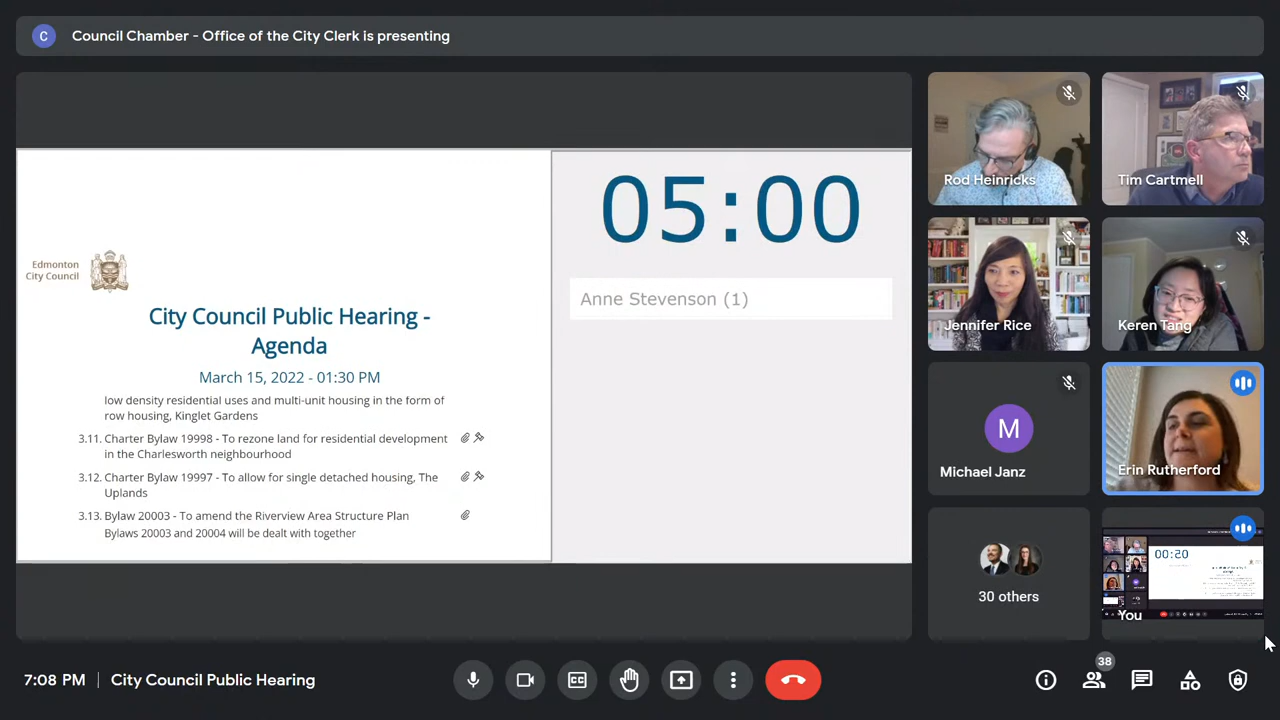 C
Council Chamber - Office of the City Clerk is presenting
Edmonton
City Council
City Council Public Hearing -
Agenda
March 15, 2022 - 01:30 PM
low density residential uses and multi-unit housing in the form of
row housing, Kinglet Gardens
3.11. Charter Bylaw 19998 - To rezone land for residential development
in the Charlesworth neighbourhood
3.12. Charter Bylaw 19997 - To allow for single detached housing, The
Uplands
3.13. Bylaw 20003 - To amend the Riverview Area Structure Plan
Bylaws 20003 and 20004 will be dealt with together
05:00
Anne Stevenson (1)
Rod Heinricks
Tim Cartmell
Jennifer Rice
Keren Tang
M
Michael Janz
Erin Rutherford
30 others
00:50
You
7:08 PM
City Council Public Hearing
CC
38